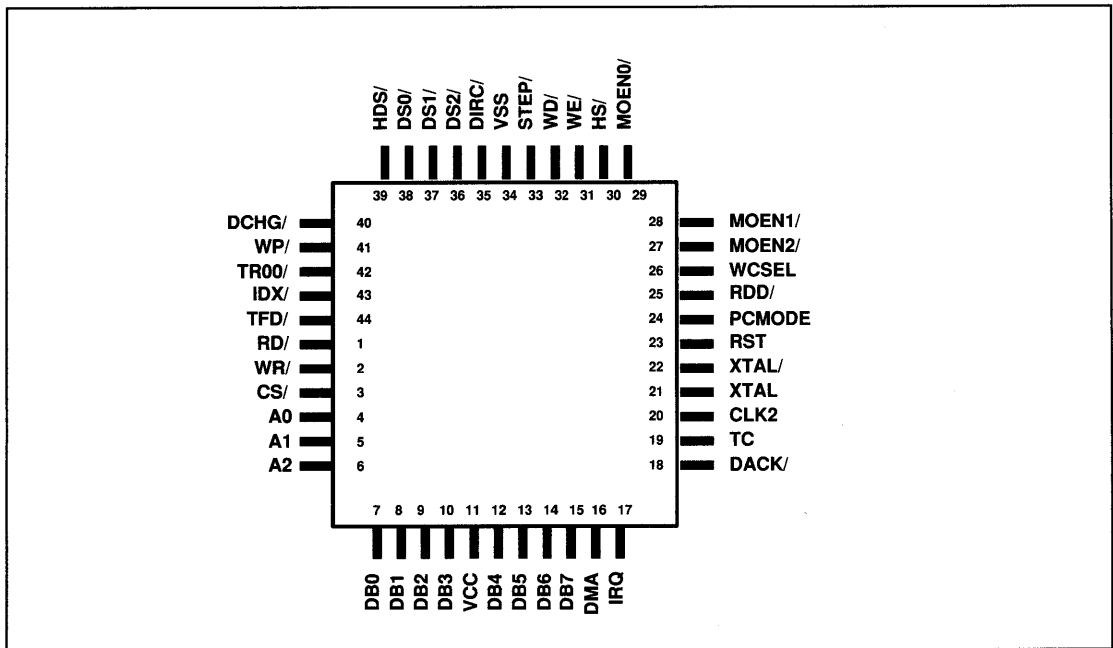 HDS/ DS0/ DS1/ DS2/ DIRC/ VSS STEP/ WD/ WE/ HS/ MOEN0/
39 38 37 36 35 34 33 32 31 30 29
DCHG/ 40 28 MOEN1/
WP/ 41 27 MOEN2/
TR00/ 42 26 WCSEL
IDX/ 43 25 RDD/
TFD/ 44 24 PCMODE
RD/ 1 23 RST
WR/ 2 22 XTAL/
CS/ 3 21 XTAL
A0 4 20 CLK2
A1 5 19 TC
A2 6 18 DACK/
7 8 9 10 11 12 13 14 15 16 17
DB0 DB1 DB2 DB3 VCC DB4 DB5 DB6 DB7 DMA IRQ